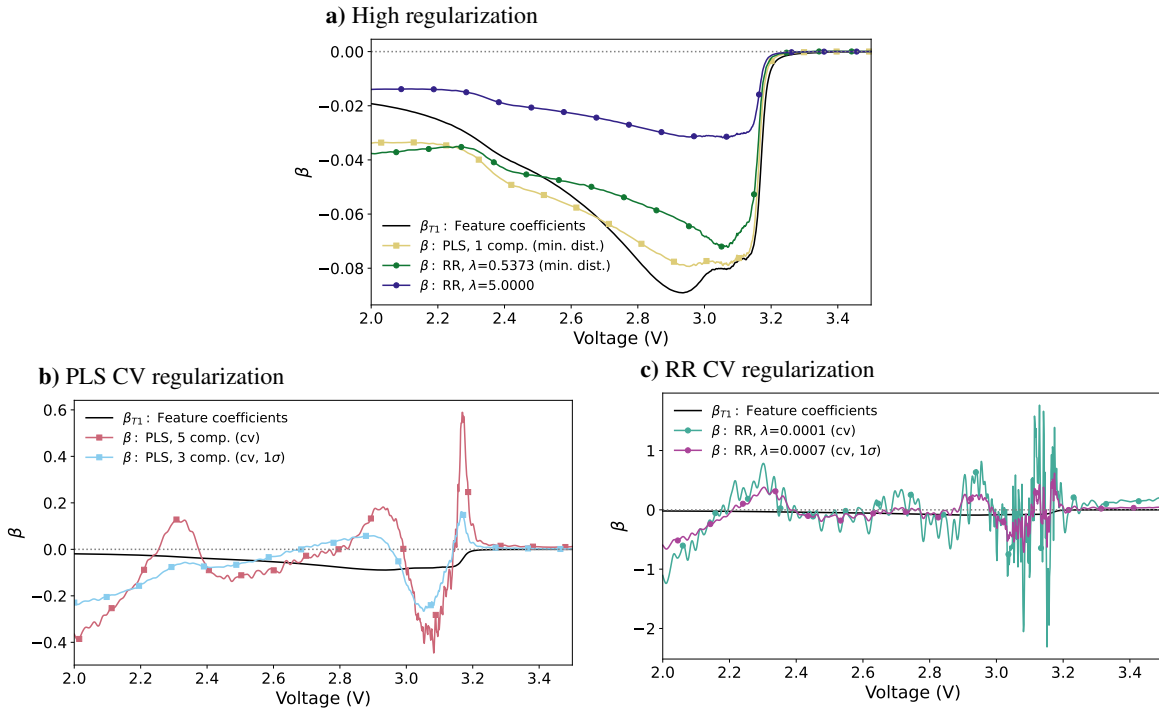 a) High regularization
0.00
−0.02
−0.04
−0.06
−0.08
β
β_{T1}: Feature coefficients
β: PLS, 1 comp. (min. dist.)
β: RR, λ=0.5373 (min. dist.)
β: RR, λ=5.0000
2.0 2.2 2.4 2.6 2.8 3.0 3.2 3.4
Voltage (V)
b) PLS CV regularization
0.6
0.4
0.2
0.0
−0.2
−0.4
β
β_{T1}: Feature coefficients
β: PLS, 5 comp. (cv)
β: PLS, 3 comp. (cv, 1σ)
2.0 2.2 2.4 2.6 2.8 3.0 3.2 3.4
Voltage (V)
c) RR CV regularization
1
0
−1
−2
β
β_{T1}: Feature coefficients
β: RR, λ=0.0001 (cv)
β: RR, λ=0.0007 (cv, 1σ)
2.0 2.2 2.4 2.6 2.8 3.0 3.2 3.4
Voltage (V)